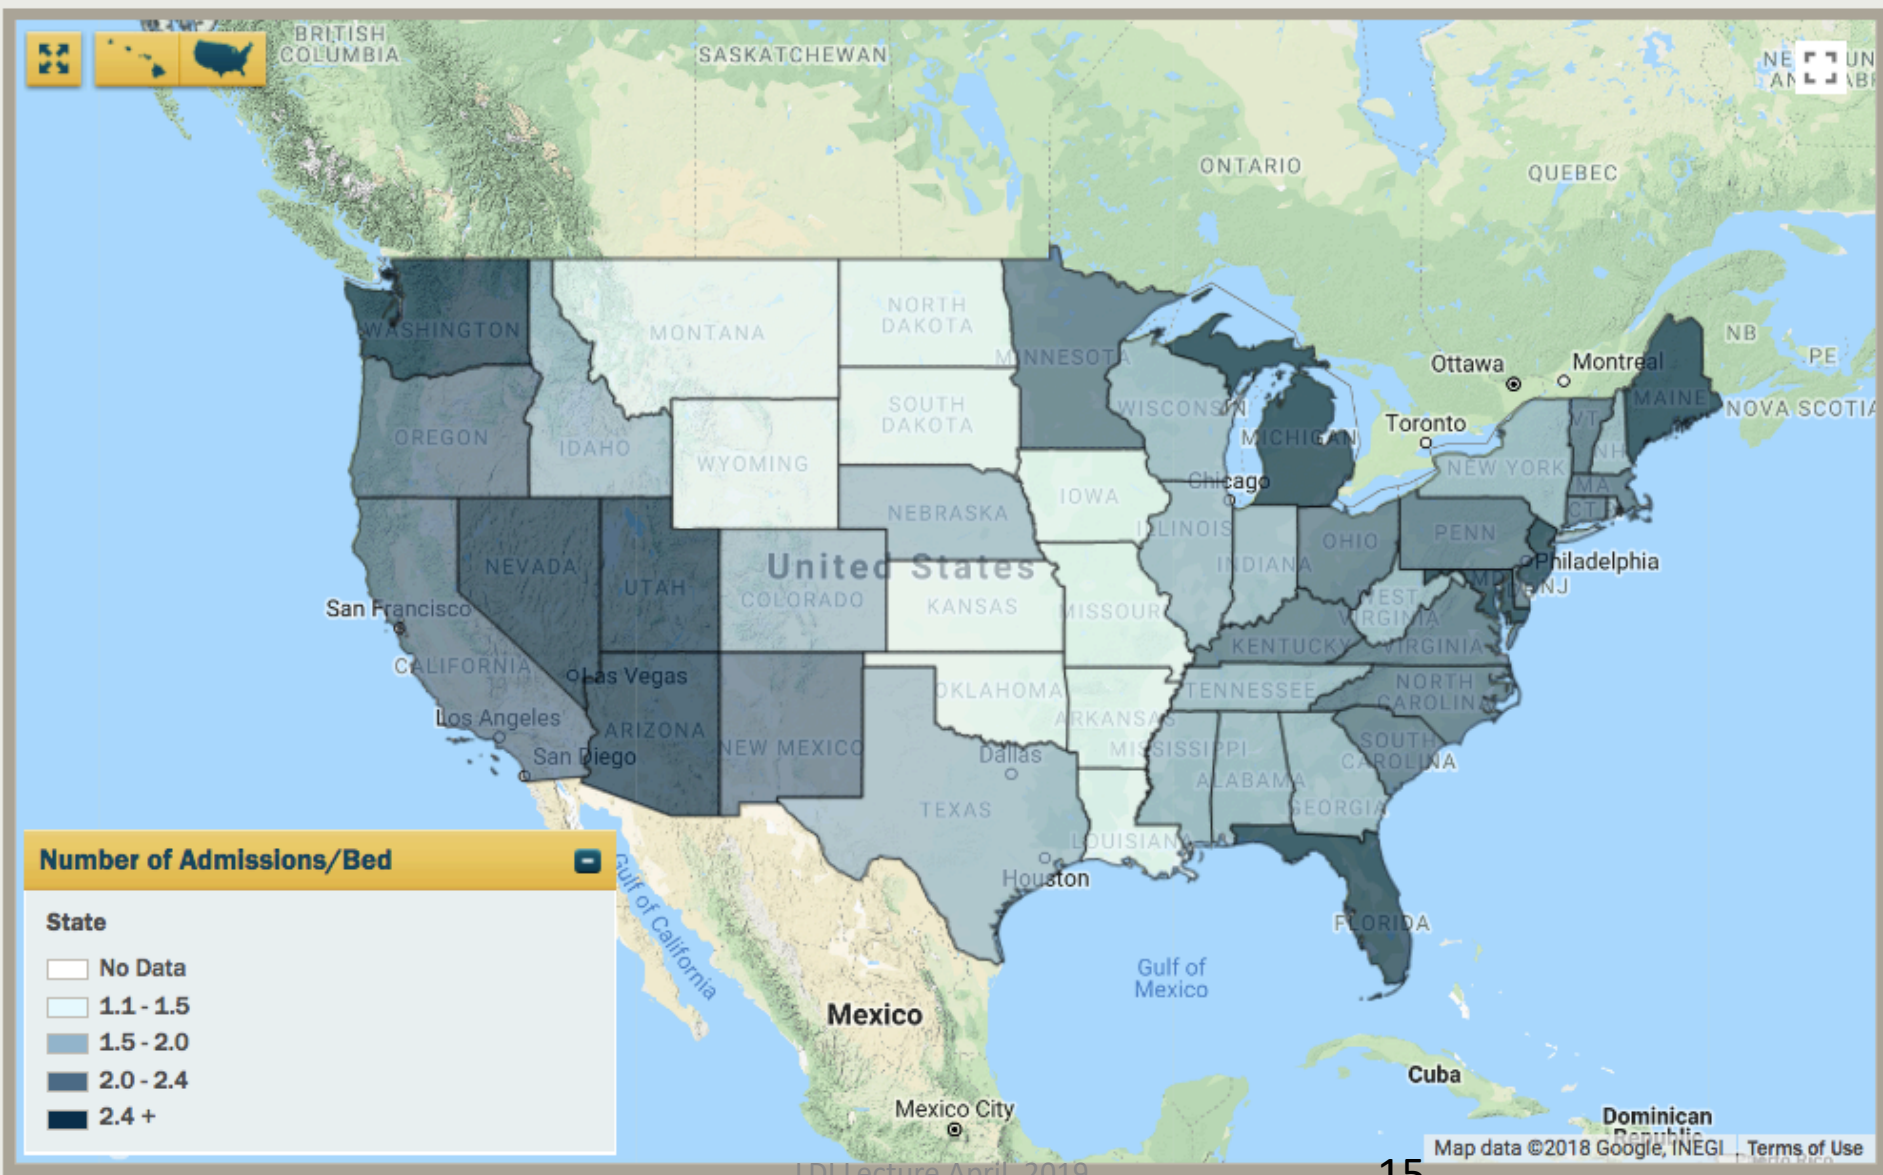 BRITISH
COLUMBIA
SASKATCHEWAN
ONTARIO
QUEBEC
NB
PE
NOVA SCOTIA
Ottawa
Montreal
Toronto
WASHINGTON
MONTANA
NORTH
DAKOTA
MINNESOTA
SOUTH
DAKOTA
WISCONSIN
MICHIGAN
MAINE
VT
NH
NEW YORK
MA
CT
OREGON
IDAHO
WYOMING
IOWA
Chicago
NEBRASKA
ILLINOIS
INDIANA
OHIO
PENN
Philadelphia
MD
NJ
NEVADA
UTAH
United States
COLORADO
KANSAS
MISSOURI
WEST
VIRGINIA
KENTUCKY
VIRGINIA
San Francisco
CALIFORNIA
Las Vegas
Los Angeles
San Diego
ARIZONA
NEW MEXICO
OKLAHOMA
ARKANSAS
TENNESSEE
NORTH
CAROLINA
SOUTH
CAROLINA
MISSISSIPPI
ALABAMA
GEORGIA
Dallas
TEXAS
LOUISIANA
Houston
FLORIDA
Gulf of
Mexico
Gulf of California
Mexico
Mexico City
Cuba
Dominican
Republic
Number of Admissions/Bed
State
No Data
1.1 - 1.5
1.5 - 2.0
2.0 - 2.4
2.4 +
Map data ©2018 Google, INEGI
Terms of Use
LDI Lecture April, 2019
15